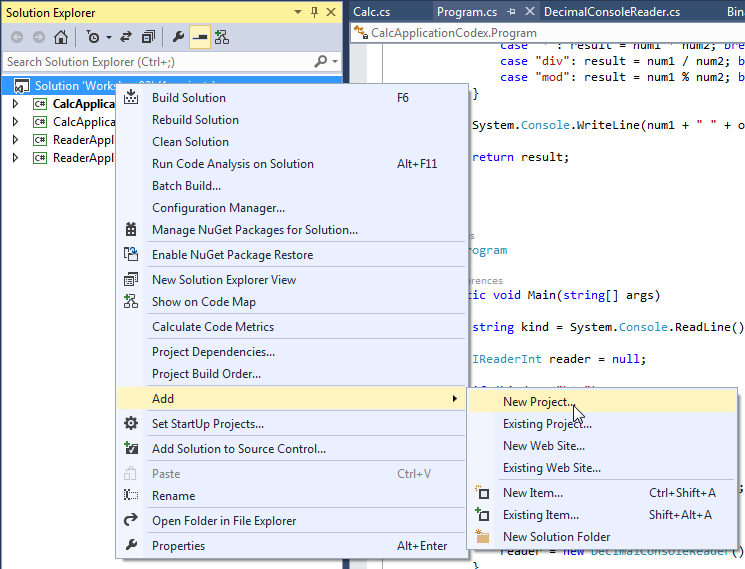 Solution Explorer
Search Solution Explorer (Ctrl+;)
Solution
CalcApplica
CalcApplica
ReaderAppl
ReaderAppl
Build Solution F6
Rebuild Solution
Clean Solution
Run Code Analysis on Solution Alt+F11
Batch Build...
Configuration Manager...
Manage NuGet Packages for Solution...
Enable NuGet Package Restore
New Solution Explorer View
Show on Code Map
Calculate Code Metrics
Project Dependencies...
Project Build Order...
Add
Set StartUp Projects...
Add Solution to Source Control...
Paste Ctrl+V
Rename
Open Folder in File Explorer
Properties Alt+Enter
New Project...
Existing Project...
New Web Site...
Existing Web Site...
New Item... Ctrl+Shift+A
Existing Item... Shift+Alt+A
New Solution Folder
Calc.cs Program.cs DecimalConsoleReader.cs Bin
CalcApplicationCodex.Program
case : result = num1 num2; bre
case "div": result = num1 / num2; b
case "mod": result = num1 % num2; b
}
System.Console.WriteLine(num1 + " " + o
return result;
s
rogram
erences
ic void Main(string[] args)
string kind = System.Console.ReadLine()
IReaderInt reader = null;
;
reader = new DecimalConsoleReader()
}